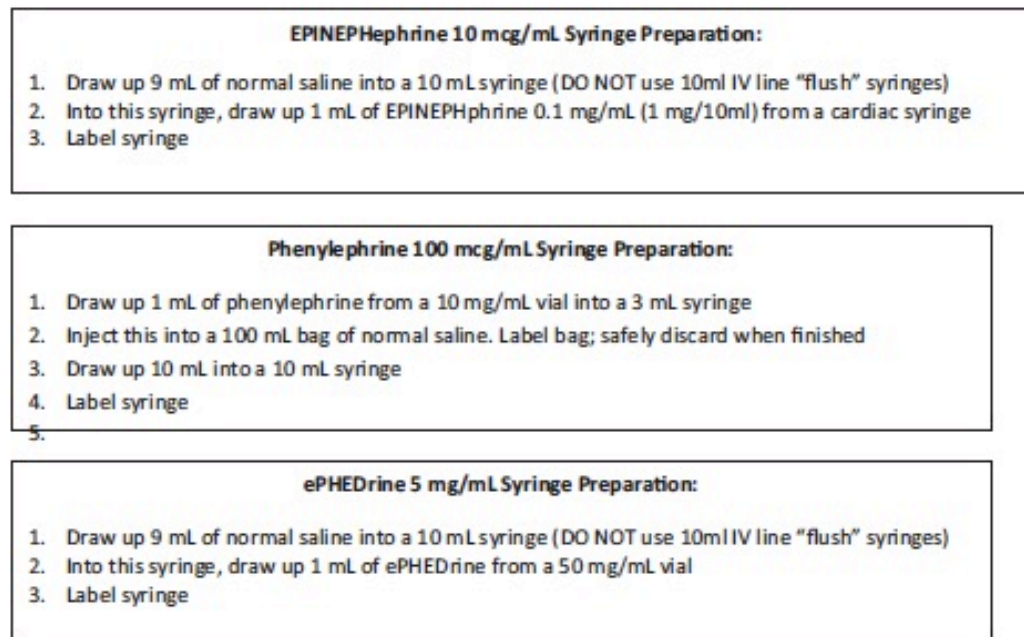 EPINEPHephrine 10 mcg/mL Syringe Preparation:
1. Draw up 9 mL of normal saline into a 10 mL syringe (DO NOT use 10ml IV line “flush” syringes)
2. Into this syringe, draw up 1 mL of EPINEPHphrine 0.1 mg/mL (1 mg/10ml) from a cardiac syringe
3. Label syringe
Phenylephrine 100 mcg/mL Syringe Preparation:
1. Draw up 1 mL of phenylephrine from a 10 mg/mL vial into a 3 mL syringe
2. Inject this into a 100 mL bag of normal saline. Label bag; safely discard when finished
3. Draw up 10 mL into a 10 mL syringe
4. Label syringe
5.
ePHEDrine 5 mg/mL Syringe Preparation:
1. Draw up 9 mL of normal saline into a 10 mL syringe (DO NOT use 10ml IV line “flush” syringes)
2. Into this syringe, draw up 1 mL of ePHEDrine from a 50 mg/mL vial
3. Label syringe